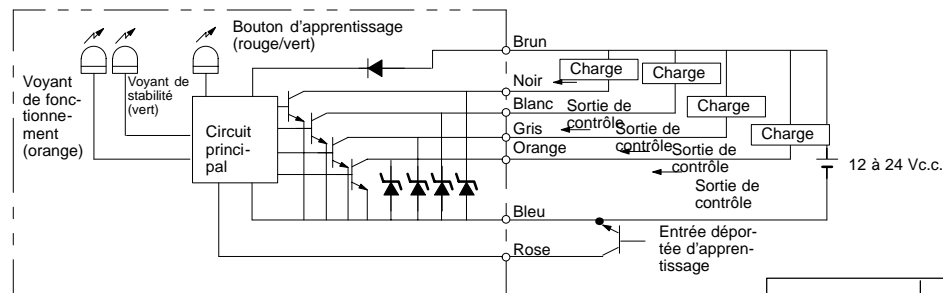 Bouton d'apprentissage
(rouge/vert)
Voyant
de fonc-
tionne-
ment
(orange)
Voyant de
stabilité
(vert)
Circuit
princi-
pal
Brun
Noir
Blanc
Gris
Orange
Bleu
Rose
Charge
Charge
Charge
Charge
Sortie de
contrôle
Sortie de
contrôle
Sortie de
contrôle
Sortie de
contrôle
12 à 24 Vc.c.
Entrée dépor-
tée d'appren-
tissage